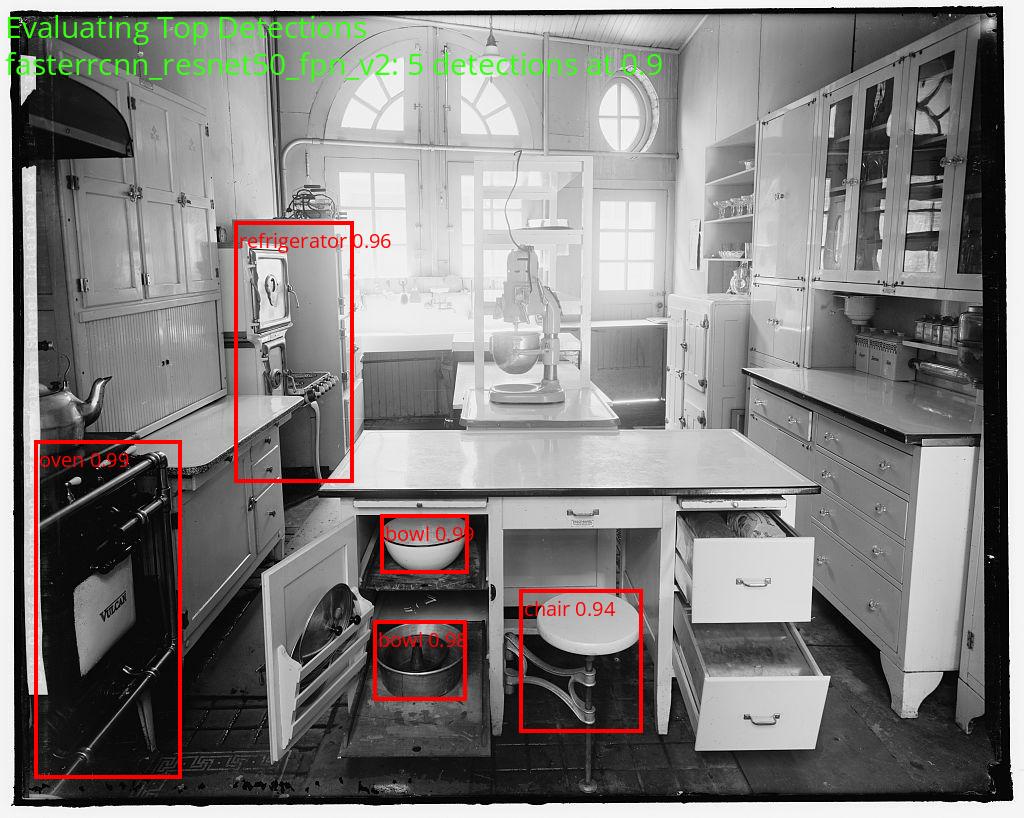 Evaluating Top Detections
fasterrcnn_resnet50_fpn_v2: 5 detections at 0.9
refrigerator 0.96
oven 0.99
bowl 0.99
VULCAN
chair 0.94
bowl 0.98